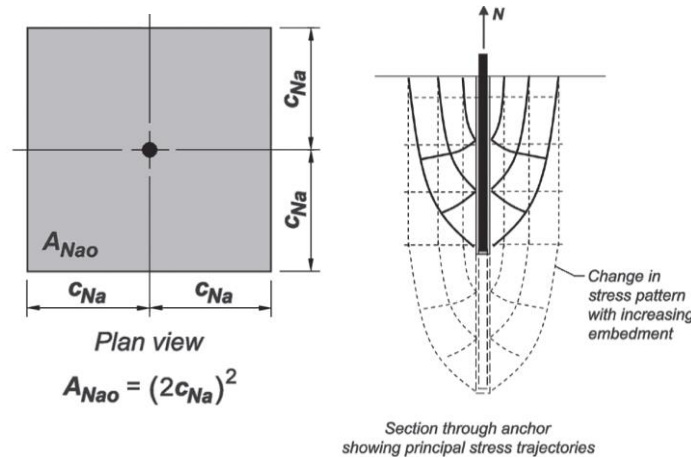 c_Na
c_Na
A_Nao
c_Na
c_Na
Plan view
A_Nao = (2c_Na)²
N
Change in
stress pattern
with increasing
embedment
Section through anchor
showing principal stress trajectories